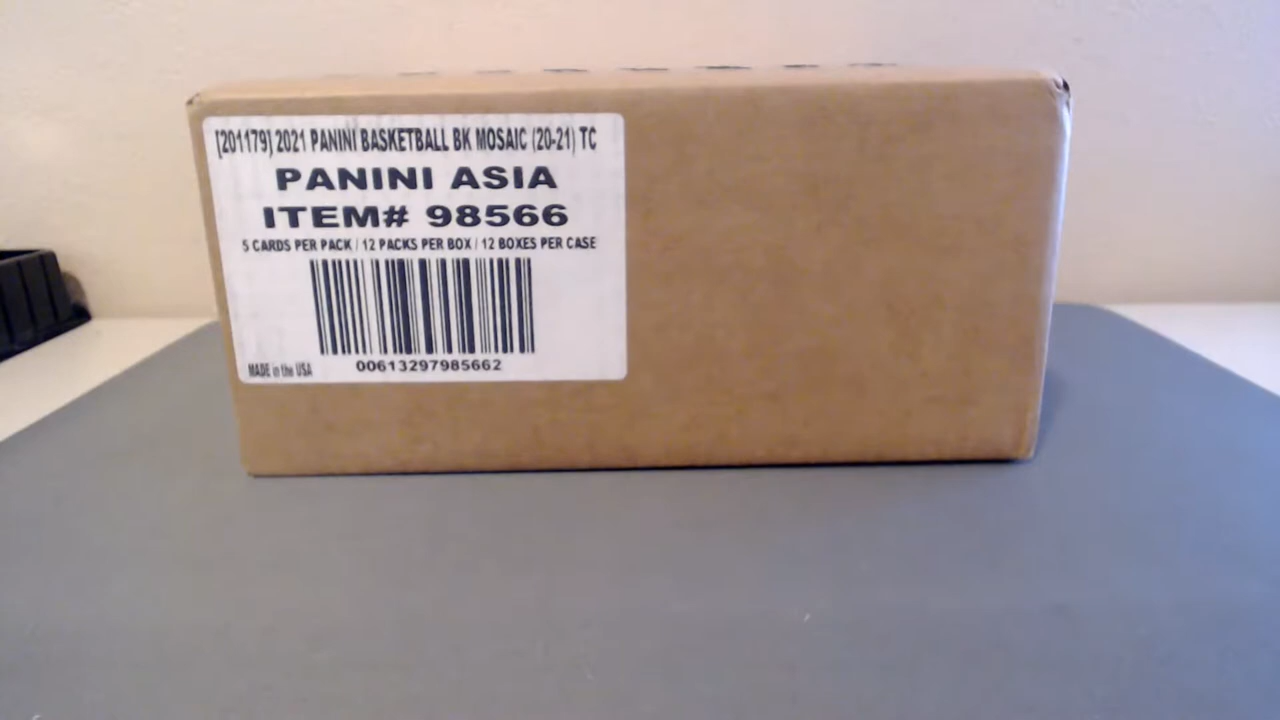 [201179] 2021 PANINI BASKETBALL BK MOSAIC (20-21) TC
PANINI ASIA
ITEM# 98566
5 CARDS PER PACK / 12 PACKS PER BOX / 12 BOXES PER CASE
MADE in the USA
00613297985662